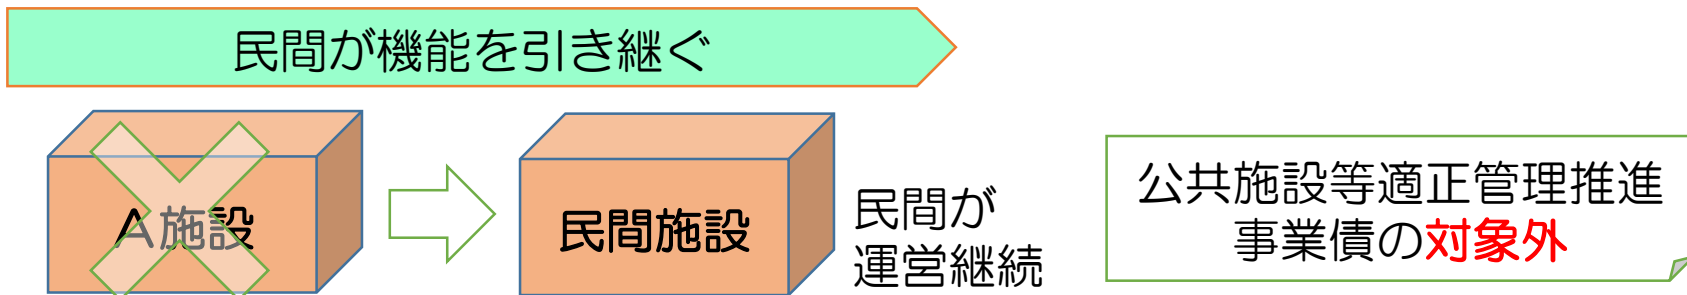 民間が機能を引き継ぐ
A施設
民間施設
民間が
運営継続
公共施設等適正管理推進
事業債の対象外